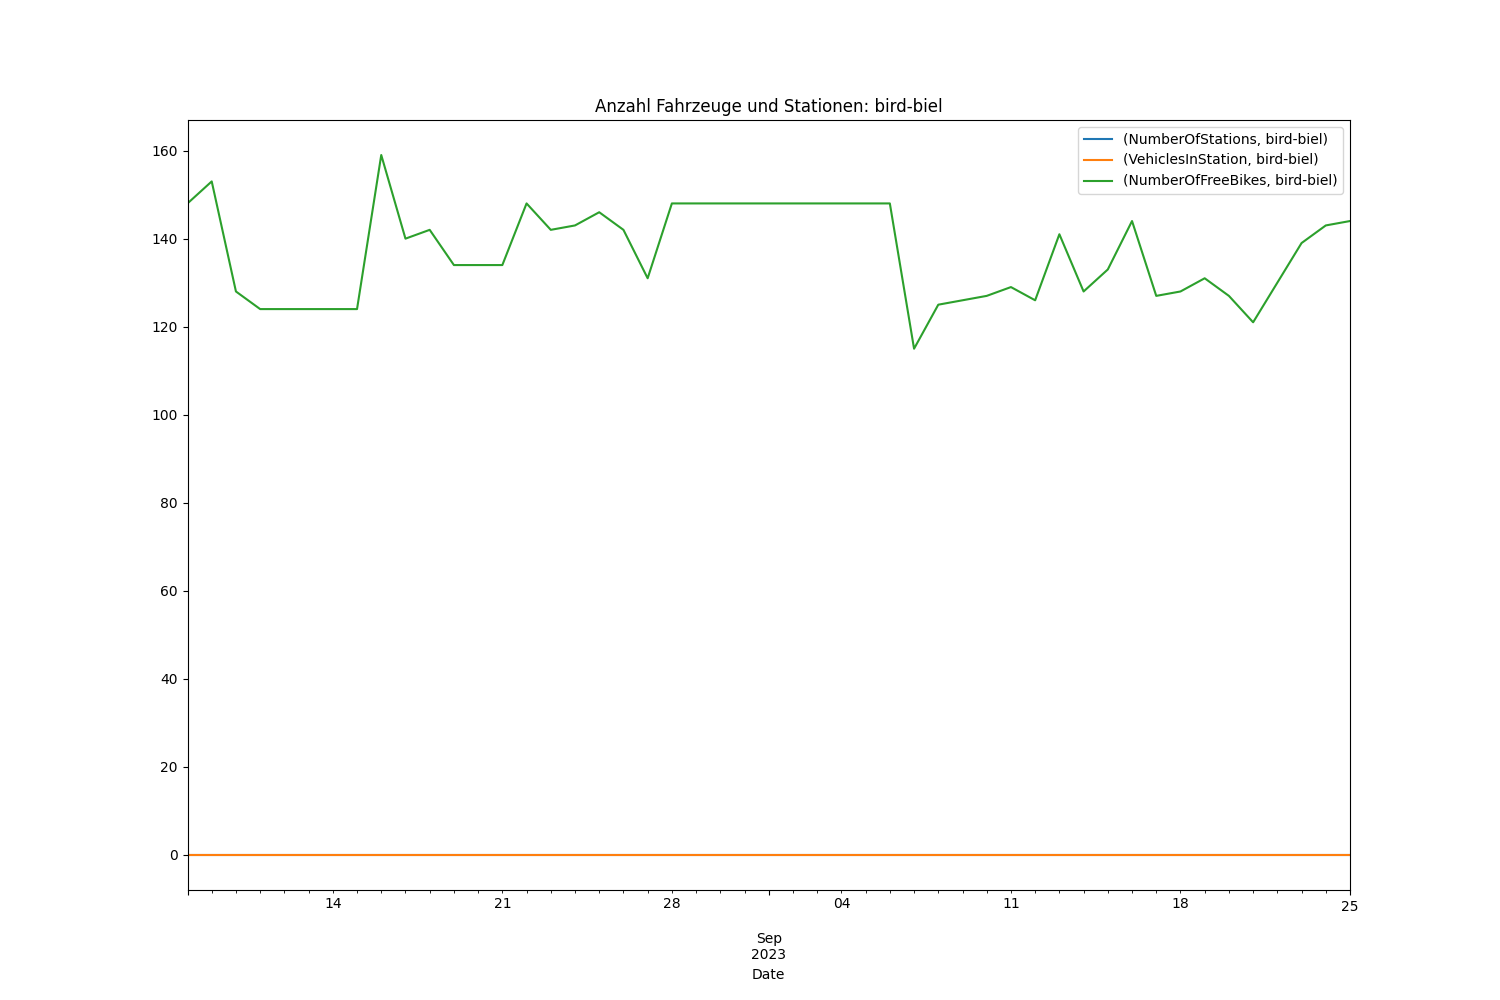 Anzahl Fahrzeuge und Stationen: bird-biel
(NumberOfStations, bird-biel)
(VehiclesInStation, bird-biel)
(NumberOfFreeBikes, bird-biel)
160
140
120
100
80
60
40
20
0
14 21 28 04 11 18 25
Sep
2023
Date